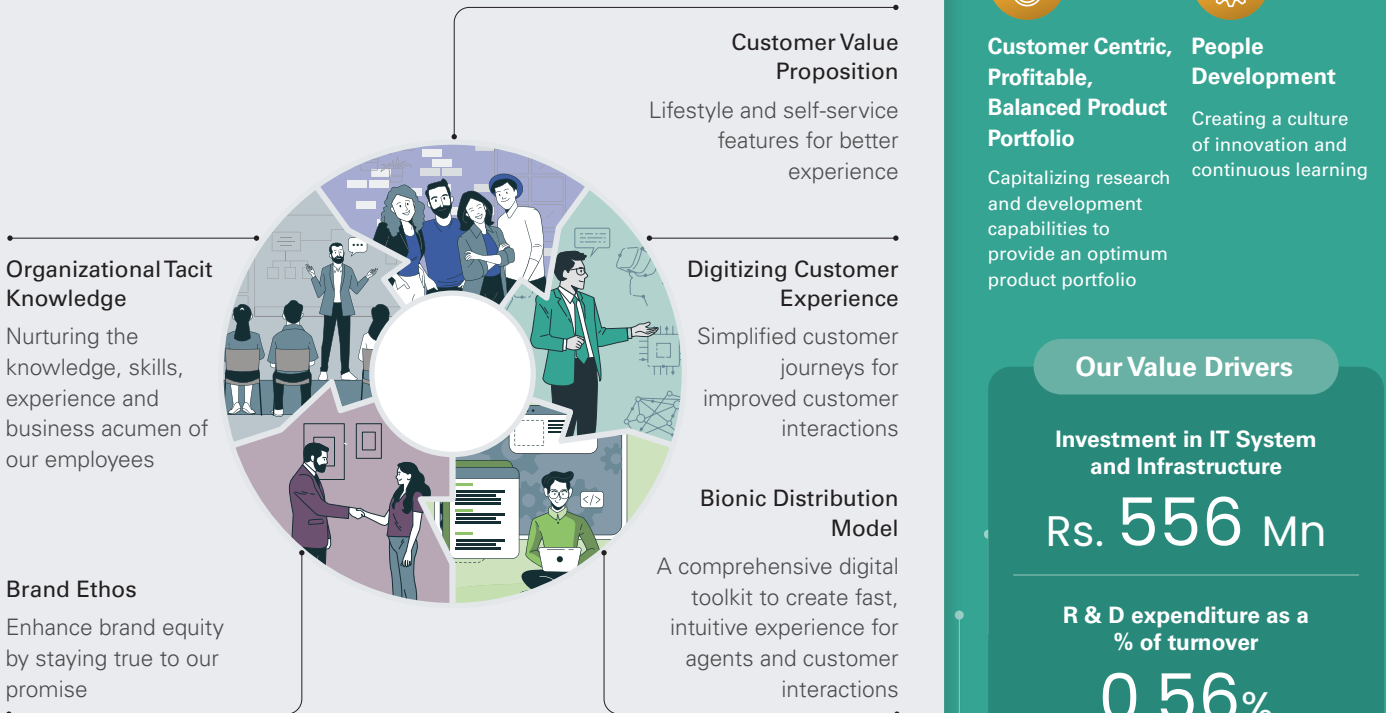 Customer Value
Proposition
Lifestyle and self-service
features for better
experience
Organizational Tacit
Knowledge
Nurturing the
knowledge, skills,
experience and
business acumen of
our employees
Digitizing Customer
Experience
Simplified customer
journeys for
improved customer
interactions
Bionic Distribution
Model
A comprehensive digital
toolkit to create fast,
intuitive experience for
agents and customer
interactions
Brand Ethos
Enhance brand equity
by staying true to our
promise
</>
Customer Centric,
Profitable,
Balanced Product
Portfolio
Capitalizing research
and development
capabilities to
provide an optimum
product portfolio
People
Development
Creating a culture
of innovation and
continuous learning
Our Value Drivers
Investment in IT System
and Infrastructure
Rs. 556 Mn
R & D expenditure as a
% of turnover
0.56%